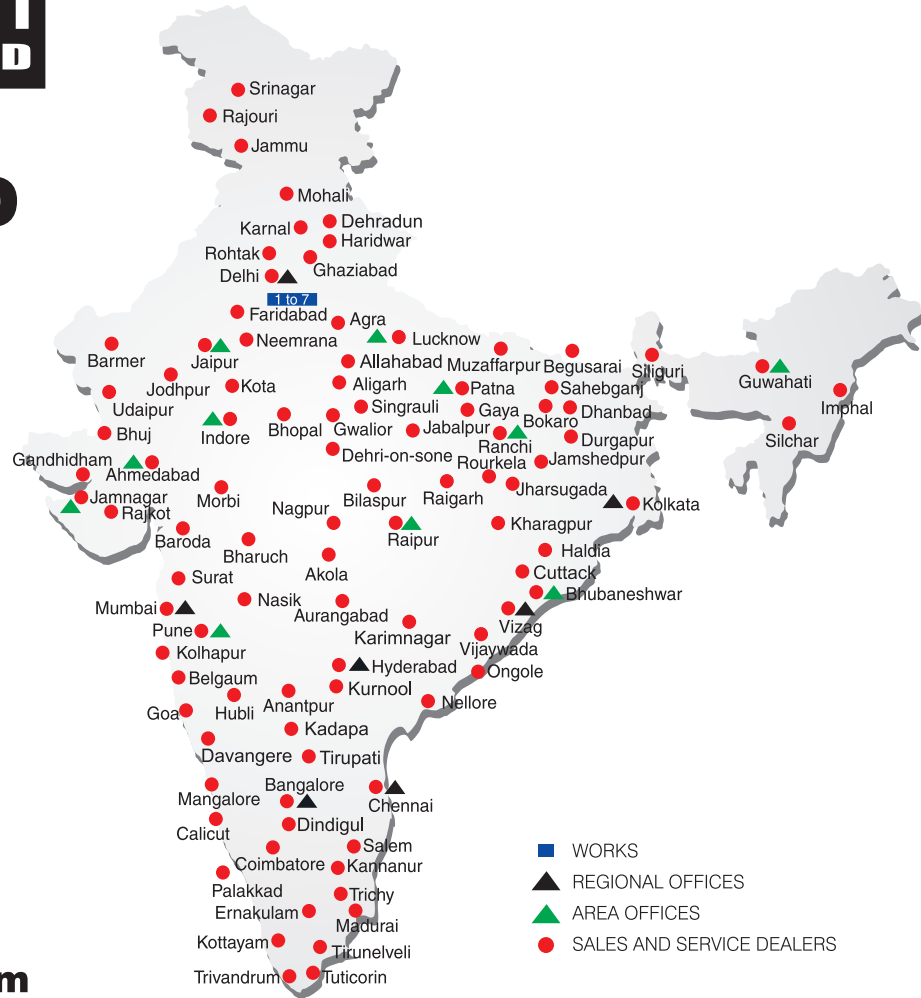 I
D
Srinagar
Rajouri
Jammu
Mohali
Dehradun
Karnal
Haridwar
Rohtak
Ghaziabad
Delhi
1 to 7
Faridabad
Agra
Neemrana
Lucknow
Barmer
Jaipur
Allahabad
Muzaffarpur
Begusarai
Siliguri
Guwahati
Jodhpur
Kota
Aligarh
Patna
Sahebganj
Imphal
Udaipur
Singrauli
Gaya
Bokaro
Dhanbad
Bhuj
Indore
Bhopal
Gwalior
Jabalpur
Ranchi
Durgapur
Silchar
Gandhidham
Ahmedabad
Dehri-on-sone
Rourkela
Jamshedpur
Jamnagar
Morbi
Bilaspur
Raigarh
Jharsugada
Kolkata
Rajkot
Nagpur
Baroda
Raipur
Kharagpur
Bharuch
Akola
Haldia
Surat
Cuttack
Nasik
Bhubaneshwar
Mumbai
Aurangabad
Vizag
Pune
Karimnagar
Vijaywada
Kolhapur
Hyderabad
Ongole
Belgaum
Kurnool
Hubli
Anantpur
Nellore
Goa
Kadapa
Davangere
Tirupati
Mangalore
Bangalore
Chennai
Calicut
Dindigul
Coimbatore
Salem
Kannanur
Palakkad
Trichy
Ernakulam
Madurai
Kottayam
Tirunelveli
Trivandrum
Tuticorin
WORKS
REGIONAL OFFICES
AREA OFFICES
SALES AND SERVICE DEALERS
m